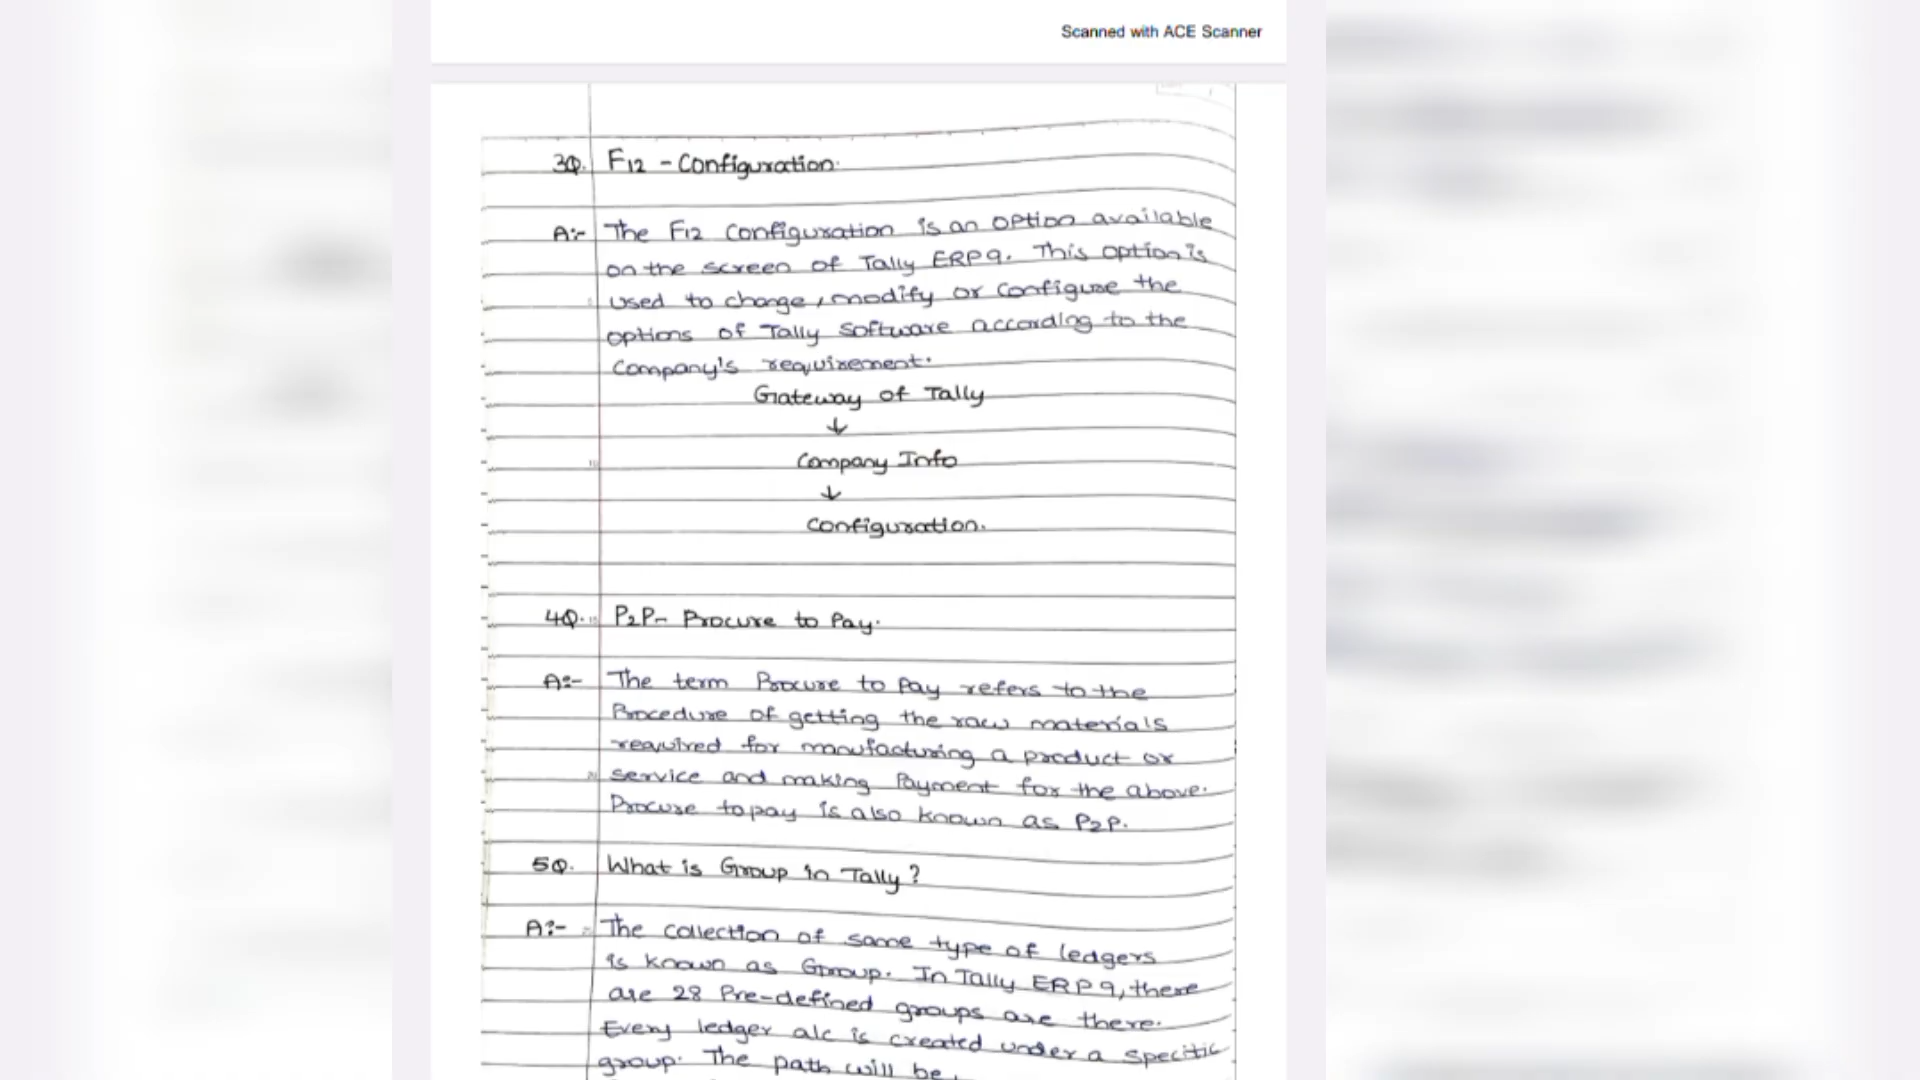 Scanned with ACE Scanner
3Q. F12 - Configuration.
A:- The F12 Configuration is an option available
on the screen of Tally ERP 9. This option is
used to change, modify or Configure the
options of Tally Software accordıng to the
Company's requirement.
Gateway of Tally
↓
Company Info
↓
Configuration.
4Q. P2P- Procure to Pay.
A:- The term Procure to Pay refers to the
Procedure of getting the raw materials
required for manufacturing a product or
service and making Payment for the above.
Procure to pay is also known as P2P.
5Q. What is Group in Tally?
A:- The collection of same type of ledgers
is known as Group. In Tally ERP 9, there
are 28 Pre-defined groups are there.
Every ledger a/c is created under a specific
group. The path will be,